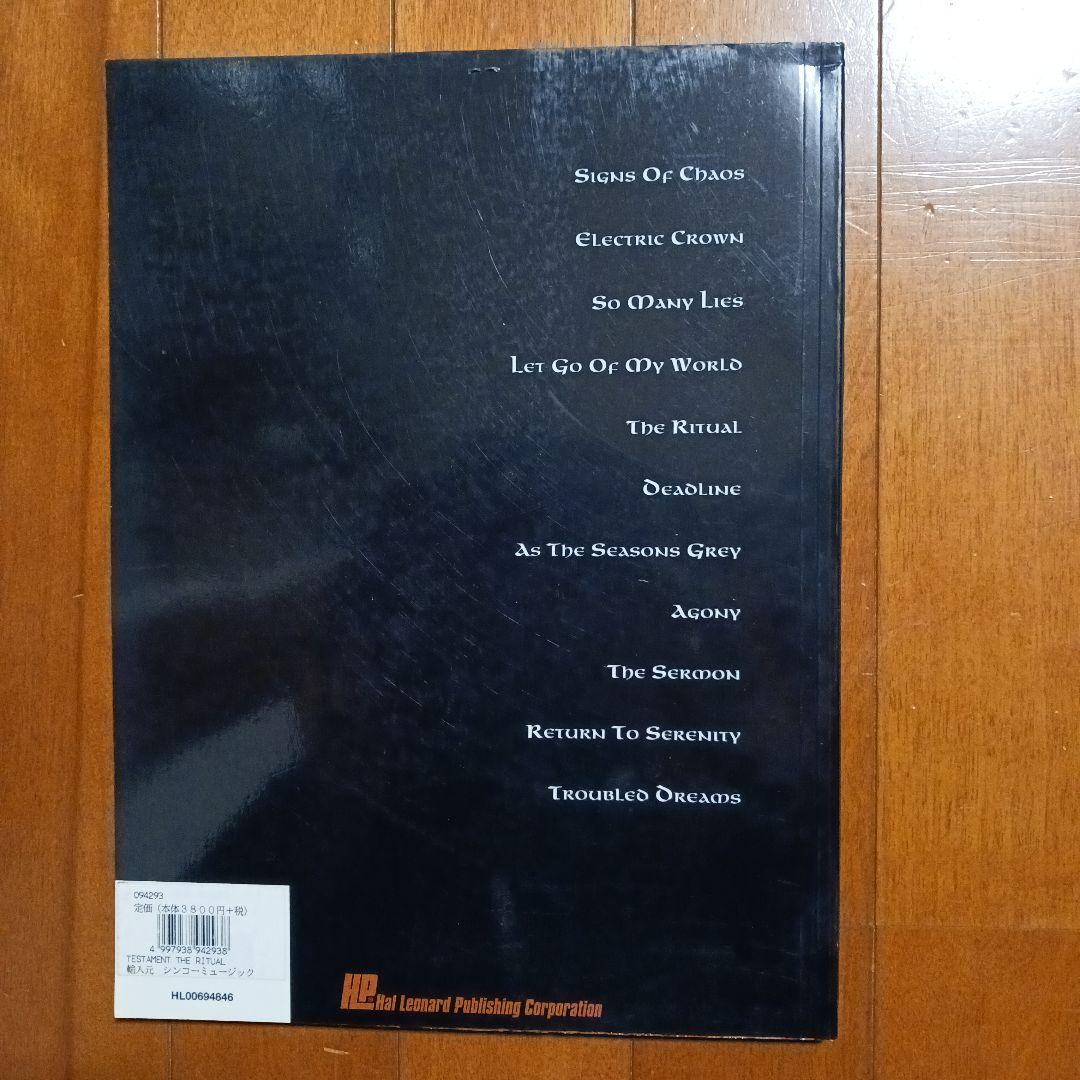 Signs Of Chaos
Electric Crown
So Many Lies
Let Go Of My World
The Ritual
Deadline
As The Seasons Grey
Agony
The Sermon
Return To Serenity
Troubled Dreams
094293
定価(本体3800円+税)
4 997938 942938
TESTAMENT THE RITUAL
輸入元 シンコーミュージック
HL00694846
HP Hal Leonard Publishing Corporation